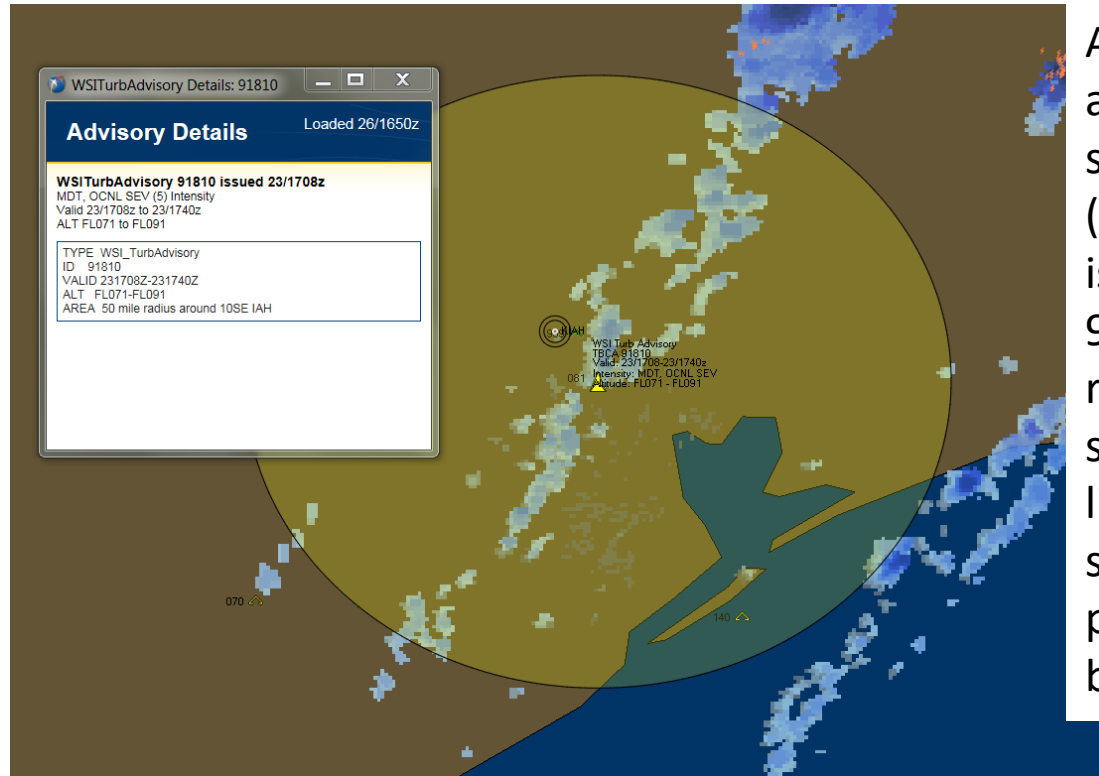 WSITurbAdvisory Details: 91810
Advisory Details
Loaded 26/1650z
WSITurbAdvisory 91810 issued 23/1708z
MDT, OCNL SEV (5) Intensity
Valid 23/1708z to 23/1740z
ALT FL071 to FL091
TYPE WSI_TurbAdvisory
ID 91810
VALID 231708Z-231740Z
ALT FL071-FL091
AREA 50 mile radius around 10SE IAH
KIAH
WSI Turb Advisory
TBCA 91810
Valid: 23/1708-23/1740z
Intensity: MDT, OCNL SEV
Altitude: FL071 - FL091
081
070
140
A
a
s
(
is
9
r
s
l
s
p
b